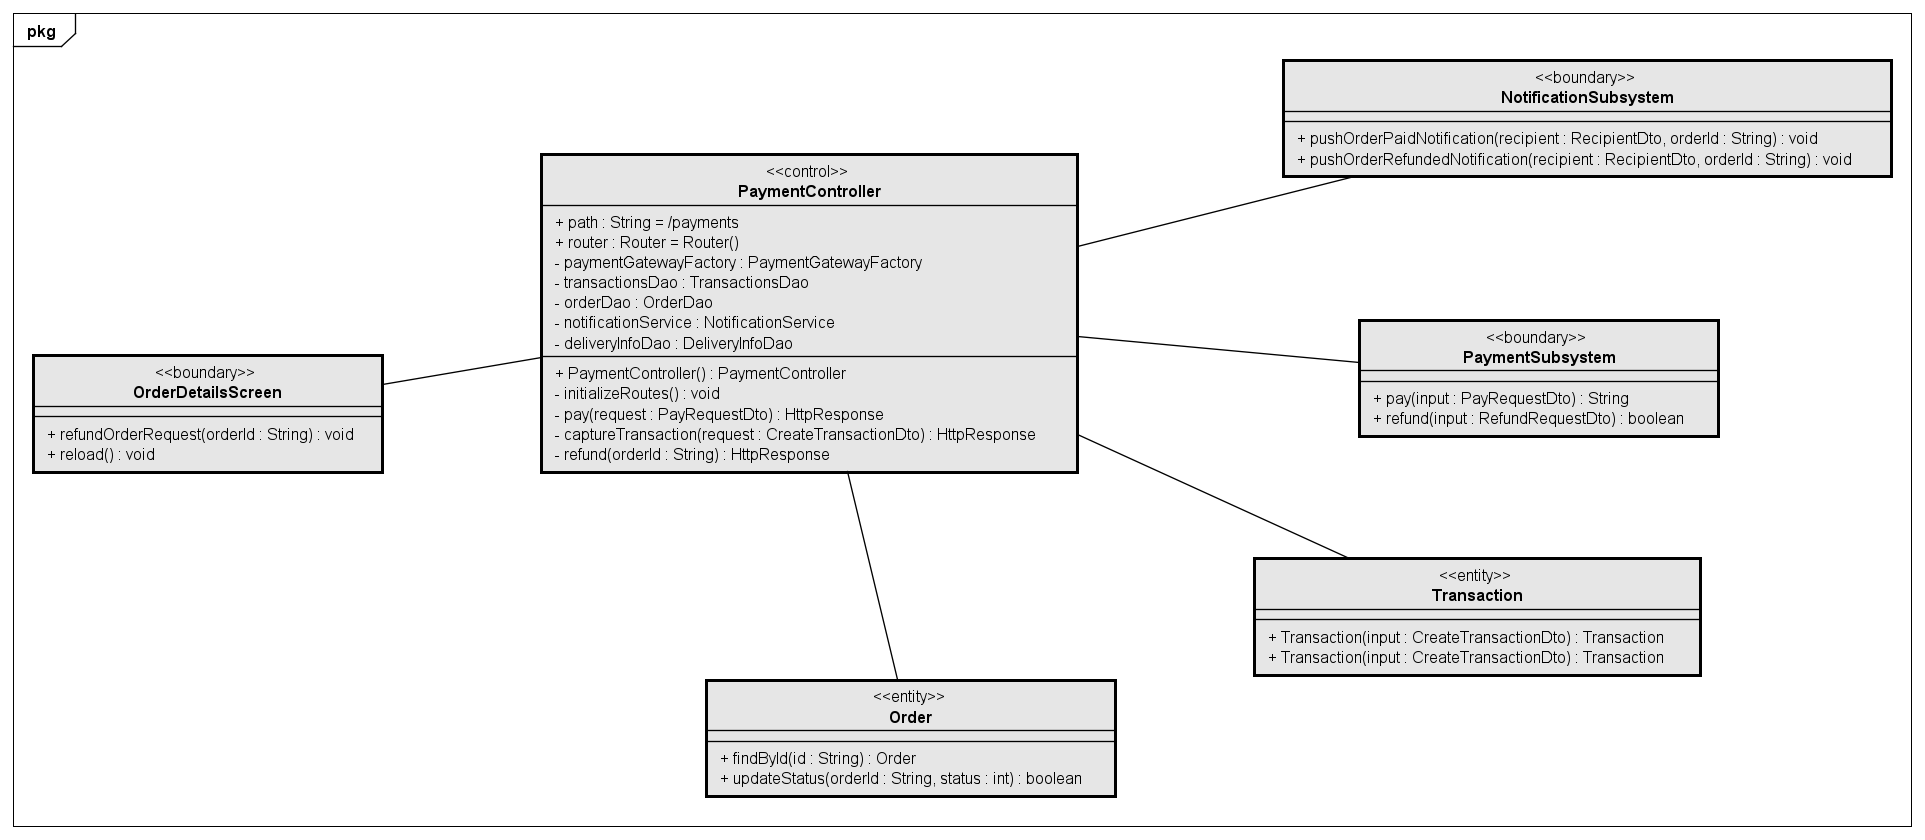 pkg
<<boundary>>
NotificationSubsystem
+ pushOrderPaidNotification(recipient : RecipientDto, orderId : String) : void
+ pushOrderRefundedNotification(recipient : RecipientDto, orderId : String) : void
<<control>>
PaymentController
+ path : String = /payments
+ router : Router = Router()
- paymentGatewayFactory : PaymentGatewayFactory
- transactionsDao : TransactionsDao
- orderDao : OrderDao
- notificationService : NotificationService
- deliveryInfoDao : DeliveryInfoDao
+ PaymentController() : PaymentController
- initializeRoutes() : void
- pay(request : PayRequestDto) : HttpResponse
- captureTransaction(request : CreateTransactionDto) : HttpResponse
- refund(orderId : String) : HttpResponse
<<boundary>>
PaymentSubsystem
+ pay(input : PayRequestDto) : String
+ refund(input : RefundRequestDto) : boolean
<<boundary>>
OrderDetailsScreen
+ refundOrderRequest(orderId : String) : void
+ reload() : void
<<entity>>
Transaction
+ Transaction(input : CreateTransactionDto) : Transaction
+ Transaction(input : CreateTransactionDto) : Transaction
<<entity>>
Order
+ findById(id : String) : Order
+ updateStatus(orderId : String, status : int) : boolean